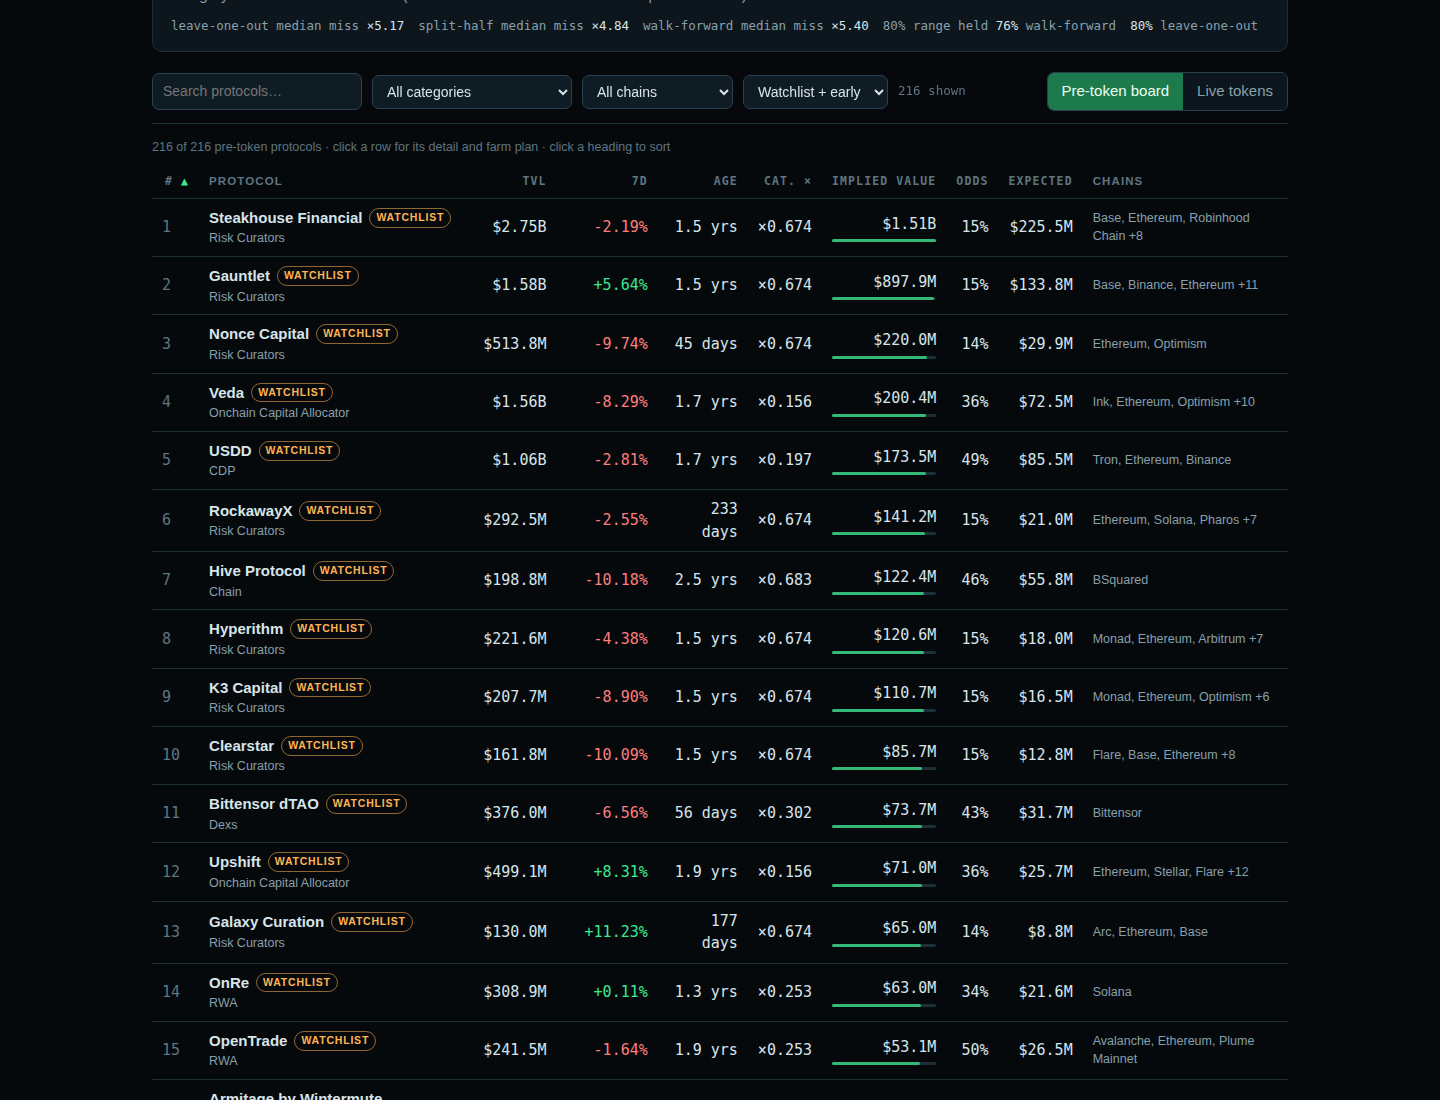 leave-one-out median miss ×5.17 split-half median miss ×4.84 walk-forward median miss ×5.40 80% range held 76% walk-forward 80% leave-one-out
Search protocols… All categories All chains Watchlist + early 216 shown Pre-token board Live tokens
216 of 216 pre-token protocols · click a row for its detail and farm plan · click a heading to sort
# ▲ PROTOCOL TVL 7D AGE CAT. × IMPLIED VALUE ODDS EXPECTED CHAINS
1 Steakhouse Financial WATCHLIST $2.75B -2.19% 1.5 yrs ×0.674 $1.51B 15% $225.5M Base, Ethereum, Robinhood
Risk Curators Chain +8
2 Gauntlet WATCHLIST $1.58B +5.64% 1.5 yrs ×0.674 $897.9M 15% $133.8M Base, Binance, Ethereum +11
Risk Curators
3 Nonce Capital WATCHLIST $513.8M -9.74% 45 days ×0.674 $220.0M 14% $29.9M Ethereum, Optimism
Risk Curators
4 Veda WATCHLIST $1.56B -8.29% 1.7 yrs ×0.156 $200.4M 36% $72.5M Ink, Ethereum, Optimism +10
Onchain Capital Allocator
5 USDD WATCHLIST $1.06B -2.81% 1.7 yrs ×0.197 $173.5M 49% $85.5M Tron, Ethereum, Binance
CDP
6 RockawayX WATCHLIST $292.5M -2.55% 233 days ×0.674 $141.2M 15% $21.0M Ethereum, Solana, Pharos +7
Risk Curators
7 Hive Protocol WATCHLIST $198.8M -10.18% 2.5 yrs ×0.683 $122.4M 46% $55.8M BSquared
Chain
8 Hyperithm WATCHLIST $221.6M -4.38% 1.5 yrs ×0.674 $120.6M 15% $18.0M Monad, Ethereum, Arbitrum +7
Risk Curators
9 K3 Capital WATCHLIST $207.7M -8.90% 1.5 yrs ×0.674 $110.7M 15% $16.5M Monad, Ethereum, Optimism +6
Risk Curators
10 Clearstar WATCHLIST $161.8M -10.09% 1.5 yrs ×0.674 $85.7M 15% $12.8M Flare, Base, Ethereum +8
Risk Curators
11 Bittensor dTAO WATCHLIST $376.0M -6.56% 56 days ×0.302 $73.7M 43% $31.7M Bittensor
Dexs
12 Upshift WATCHLIST $499.1M +8.31% 1.9 yrs ×0.156 $71.0M 36% $25.7M Ethereum, Stellar, Flare +12
Onchain Capital Allocator
13 Galaxy Curation WATCHLIST $130.0M +11.23% 177 days ×0.674 $65.0M 14% $8.8M Arc, Ethereum, Base
Risk Curators
14 OnRe WATCHLIST $308.9M +0.11% 1.3 yrs ×0.253 $63.0M 34% $21.6M Solana
RWA
15 OpenTrade WATCHLIST $241.5M -1.64% 1.9 yrs ×0.253 $53.1M 50% $26.5M Avalanche, Ethereum, Plume
RWA Mainnet
Armitage by Wintermute